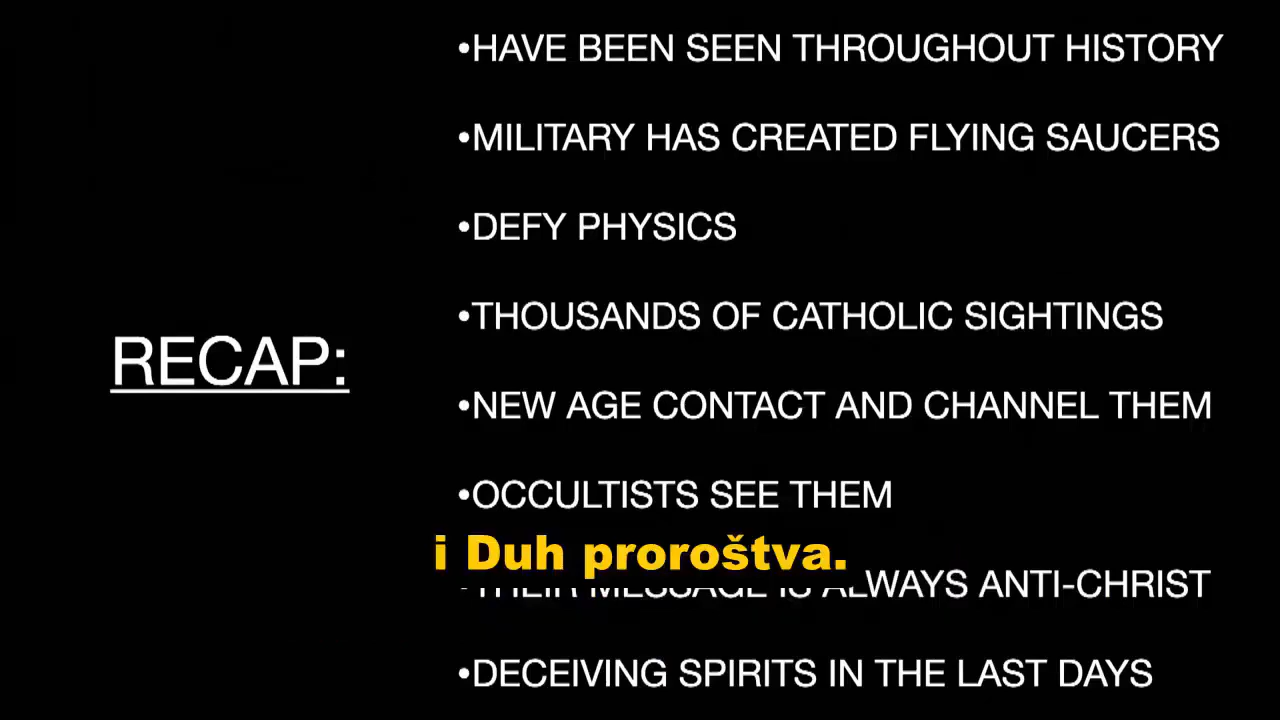 RECAP:
•HAVE BEEN SEEN THROUGHOUT HISTORY
•MILITARY HAS CREATED FLYING SAUCERS
•DEFY PHYSICS
•THOUSANDS OF CATHOLIC SIGHTINGS
•NEW AGE CONTACT AND CHANNEL THEM
•OCCULTISTS SEE THEM
i Duh proroštva.
•THEIR MESSAGE IS ALWAYS ANTI-CHRIST
•DECEIVING SPIRITS IN THE LAST DAYS